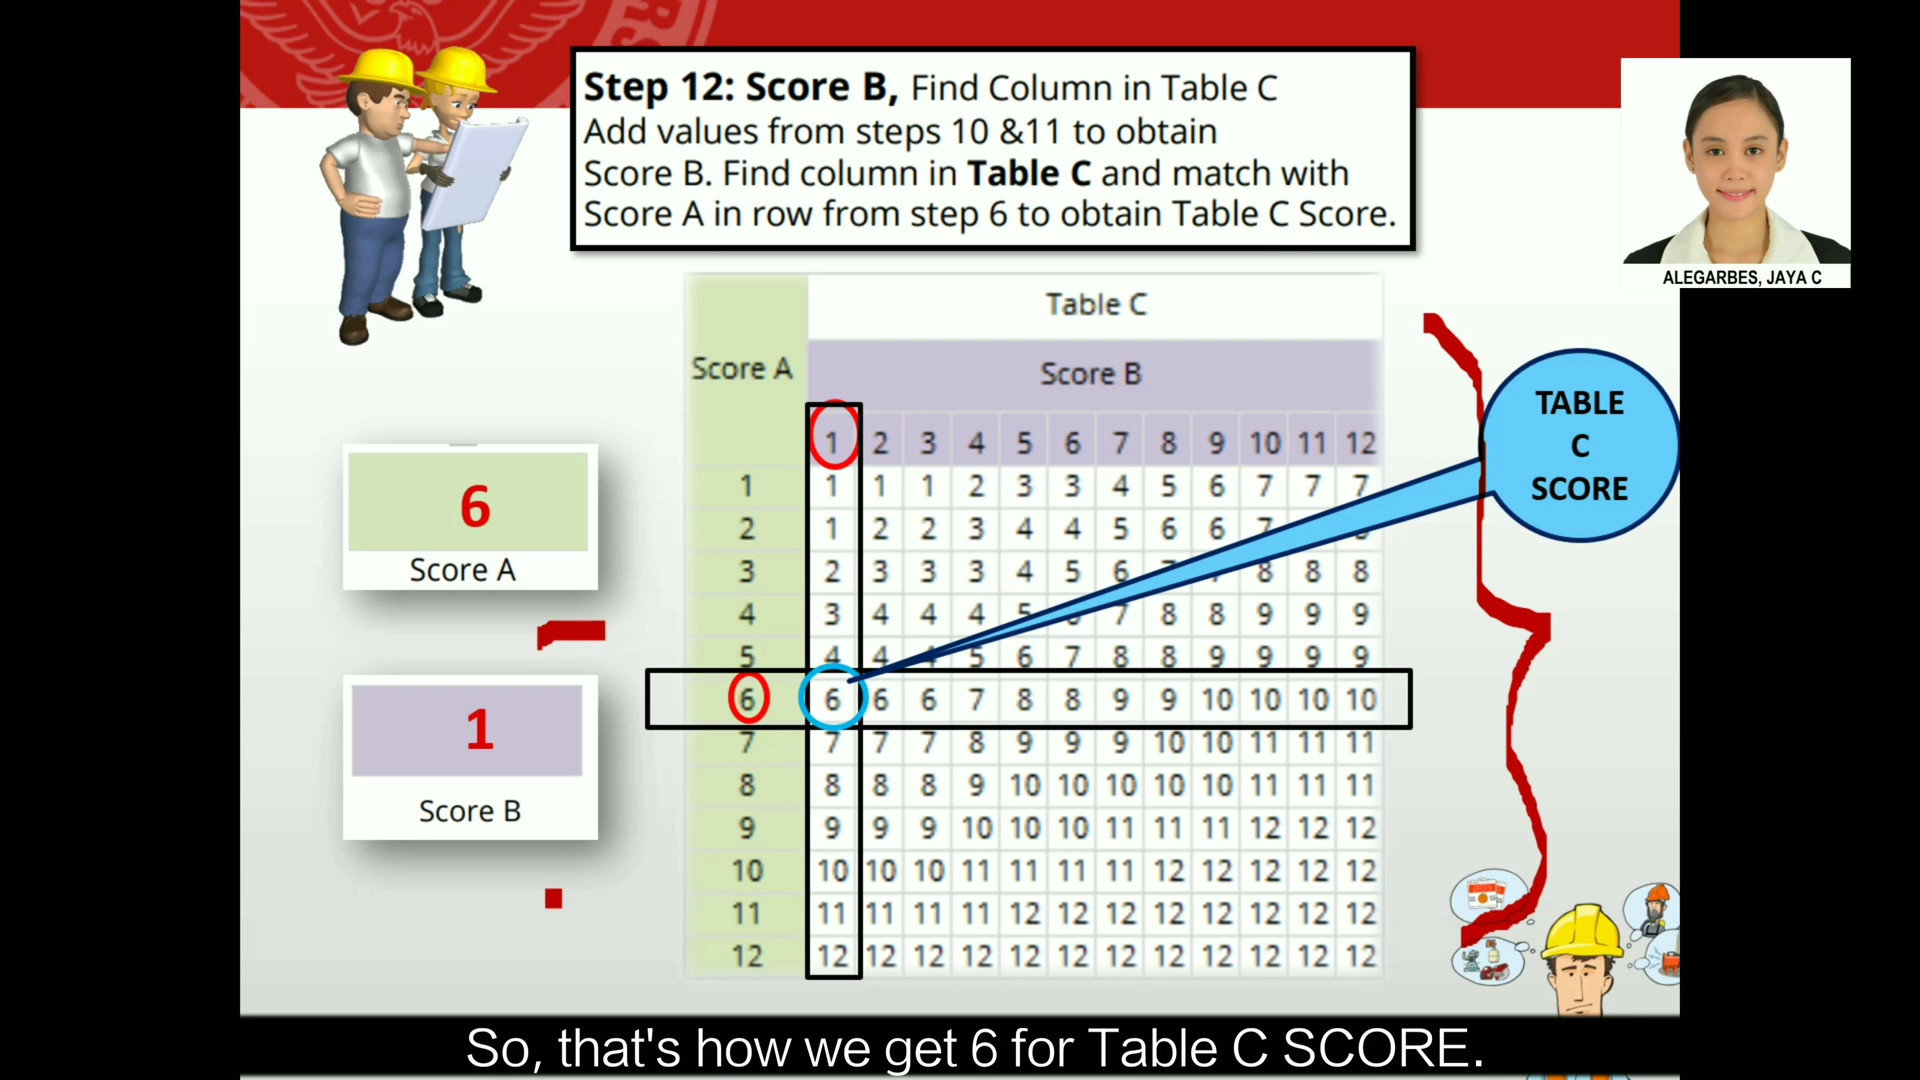 Step 12: Score B, Find Column in Table C
Add values from steps 10 &11 to obtain
Score B. Find column in Table C and match with
Score A in row from step 6 to obtain Table C Score.
ALEGARBES, JAYA C
Table C
Score A
Score B
1 2 3 4 5 6 7 8 9 10 11 12
1 1 1 1 2 3 3 4 5 6 7 7 7
2 1 2 2 3 4 4 5 6 6 7
3 2 3 3 3 4 5 6 8 8 8
4 3 4 4 4 5 7 8 8 9 9 9
5 4 4 5 6 7 8 8 9 9 9 9
6 6 6 6 7 8 8 9 9 10 10 10 10
7 7 7 7 8 9 9 9 10 10 11 11 11
8 8 8 8 9 10 10 10 10 10 11 11 11
9 9 9 9 10 10 10 11 11 11 12 12 12
10 10 10 10 11 11 11 11 12 12 12 12 12
11 11 11 11 11 12 12 12 12 12 12 12 12
12 12 12 12 12 12 12 12 12 12 12 12 12
TABLE
C
SCORE
6
Score A
1
Score B
So, that's how we get 6 for Table C SCORE.